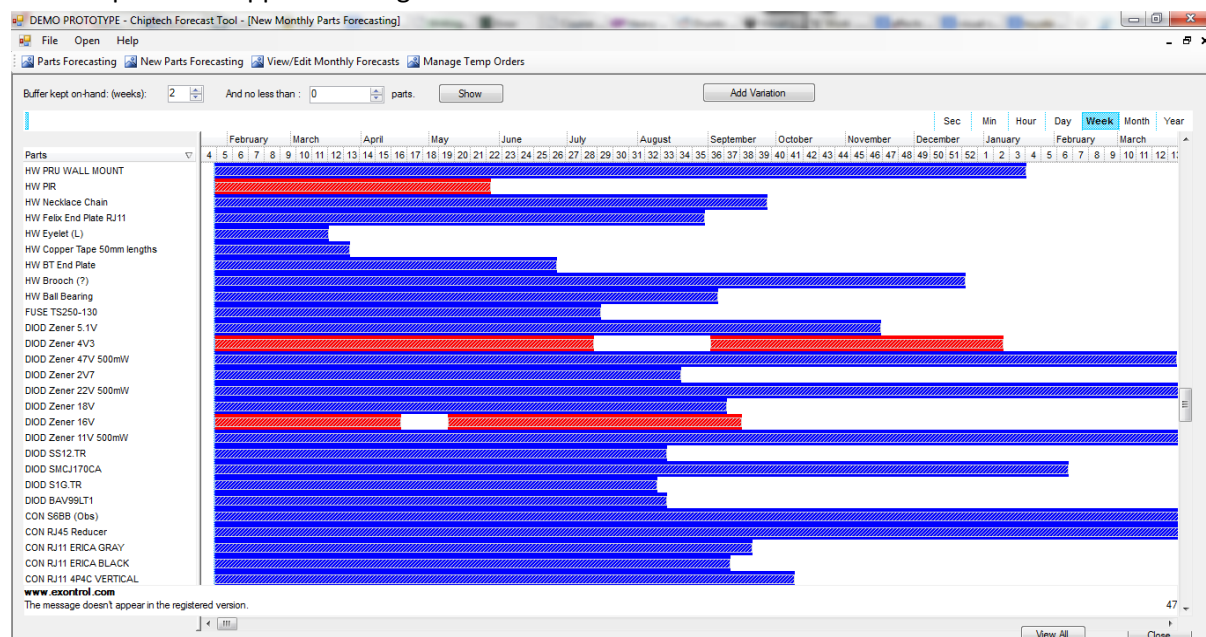 DEMO PROTOTYPE - Chiptech Forecast Tool - [New Monthly Parts Forecasting]
File Open Help
Parts Forecasting New Parts Forecasting View/Edit Monthly Forecasts Manage Temp Orders
Buffer kept on-hand: (weeks): 2 And no less than : 0 parts. Show Add Variation
Sec Min Hour Day Week Month Year
February March April May June July August September October November December January February March
Parts 4 5 6 7 8 9 10 11 12 13 14 15 16 17 18 19 20 21 22 23 24 25 26 27 28 29 30 31 32 33 34 35 36 37 38 39 40 41 42 43 44 45 46 47 48 49 50 51 52 1 2 3 4 5 6 7 8 9 10 11 12
HW PRU WALL MOUNT
HW PIR
HW Necklace Chain
HW Felix End Plate RJ11
HW Eyelet (L)
HW Copper Tape 50mm lengths
HW BT End Plate
HW Brooch (?)
HW Ball Bearing
FUSE TS250-130
DIOD Zener 5.1V
DIOD Zener 4V3
DIOD Zener 47V 500mW
DIOD Zener 2V7
DIOD Zener 22V 500mW
DIOD Zener 18V
DIOD Zener 16V
DIOD Zener 11V 500mW
DIOD SS12.TR
DIOD SMCJ170CA
DIOD S1G.TR
DIOD BAV99LT1
CON S6BB (Obs)
CON RJ45 Reducer
CON RJ11 ERICA GRAY
CON RJ11 ERICA BLACK
CON RJ11 4P4C VERTICAL
www.exontrol.com
The message doesn't appear in the registered version. 47
View All Close